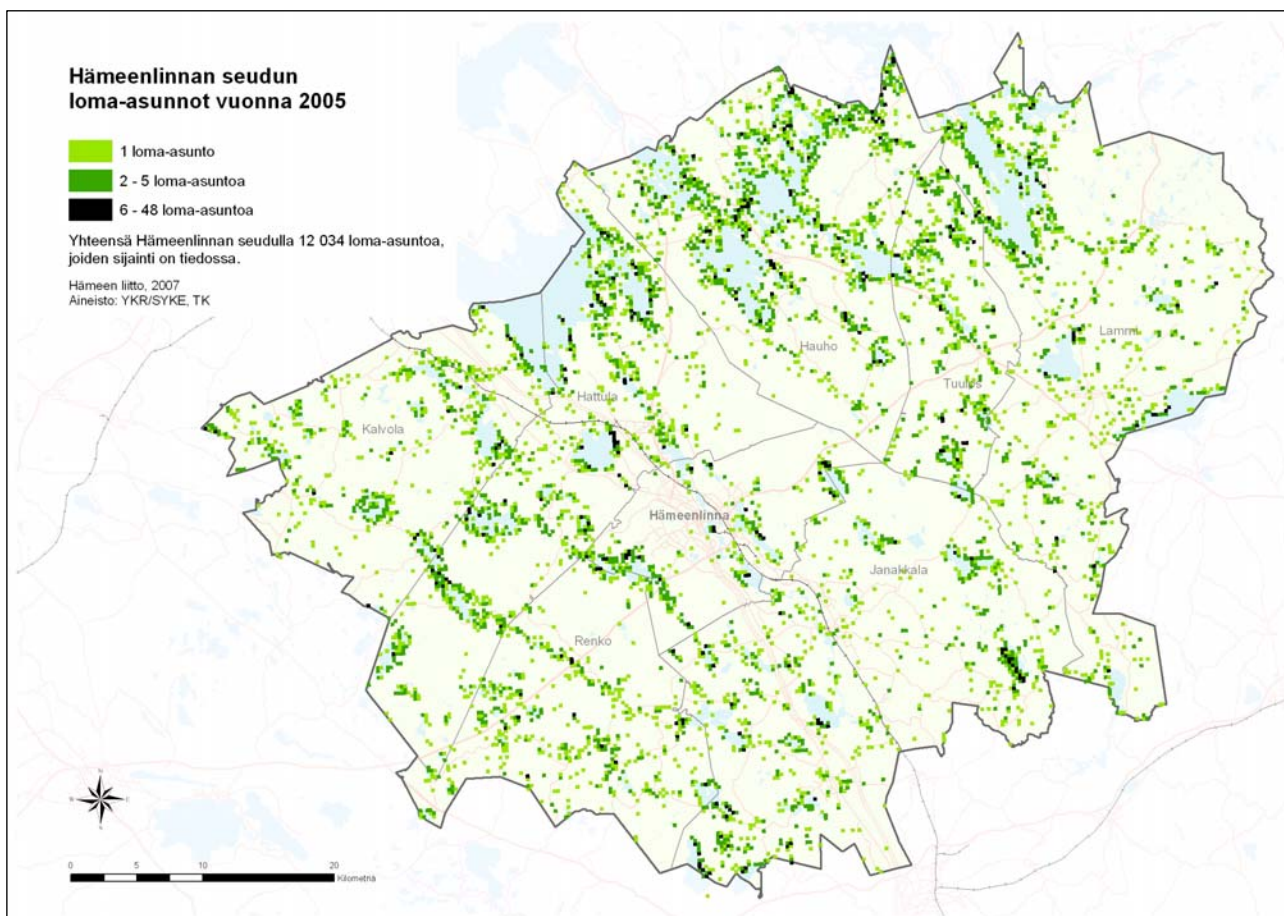 Hämeenlinnan seudun
loma-asunnot vuonna 2005
1 loma-asunto
2 - 5 loma-asuntoa
6 - 48 loma-asuntoa
Yhteensä Hämeenlinnan seudulla 12 034 loma-asuntoa,
joiden sijainti on tiedossa.
Hämeen liitto, 2007
Aineisto: YKR/SYKE, TK
Lammi
Hauho
Tuulos
Hattula
Kalvola
Hämeenlinna
Janakkala
Renko
N
W E
S
0 5 10 20
Kilometriä